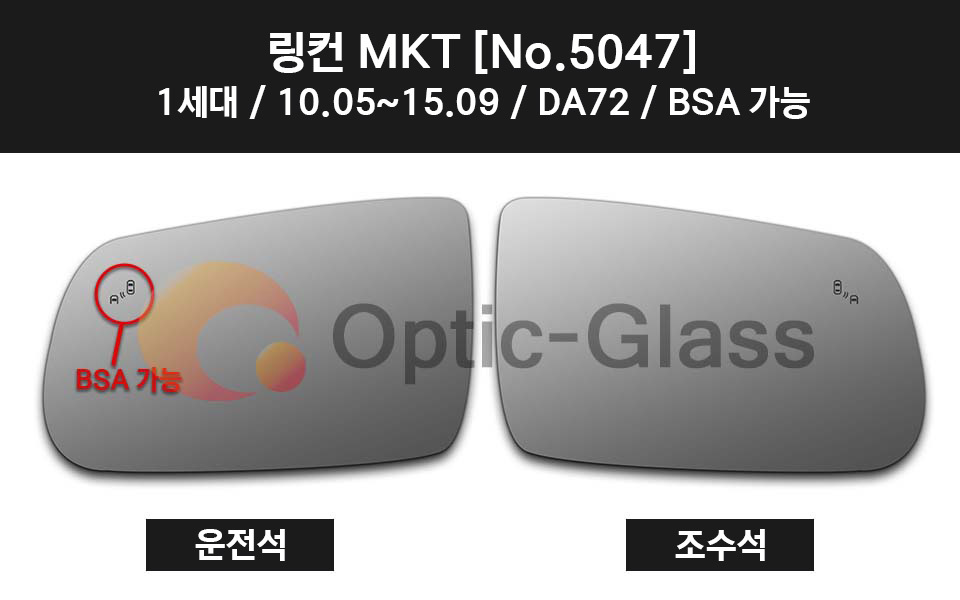 링컨 MKT [No.5047]
1세대 / 10.05~15.09 / DA72 / BSA 가능
BSA 가능
Optic-Glass
운전석
조수석